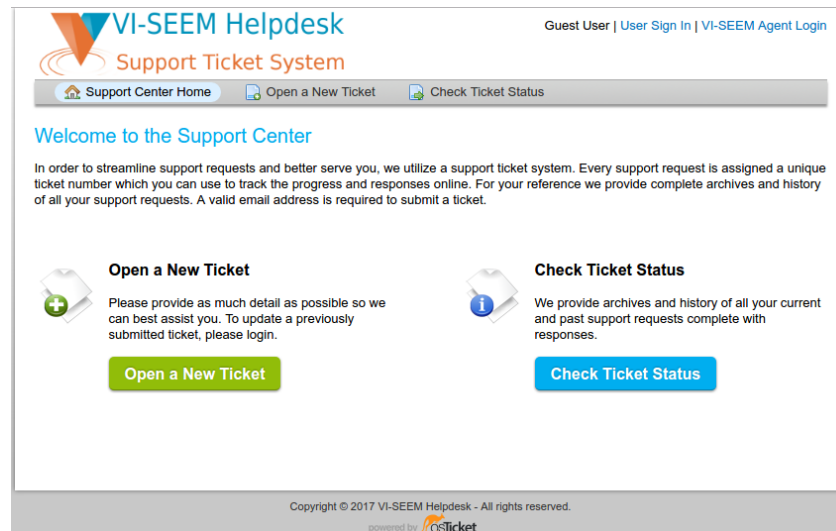 VI-SEEM Helpdesk
Support Ticket System
Guest User | User Sign In | VI-SEEM Agent Login
Support Center Home
Open a New Ticket
Check Ticket Status
Welcome to the Support Center
In order to streamline support requests and better serve you, we utilize a support ticket system. Every support request is assigned a unique
ticket number which you can use to track the progress and responses online. For your reference we provide complete archives and history
of all your support requests. A valid email address is required to submit a ticket.
Open a New Ticket
Please provide as much detail as possible so we
can best assist you. To update a previously
submitted ticket, please login.
Open a New Ticket
Check Ticket Status
We provide archives and history of all your current
and past support requests complete with
responses.
Check Ticket Status
Copyright © 2017 VI-SEEM Helpdesk - All rights reserved.
powered by osTicket